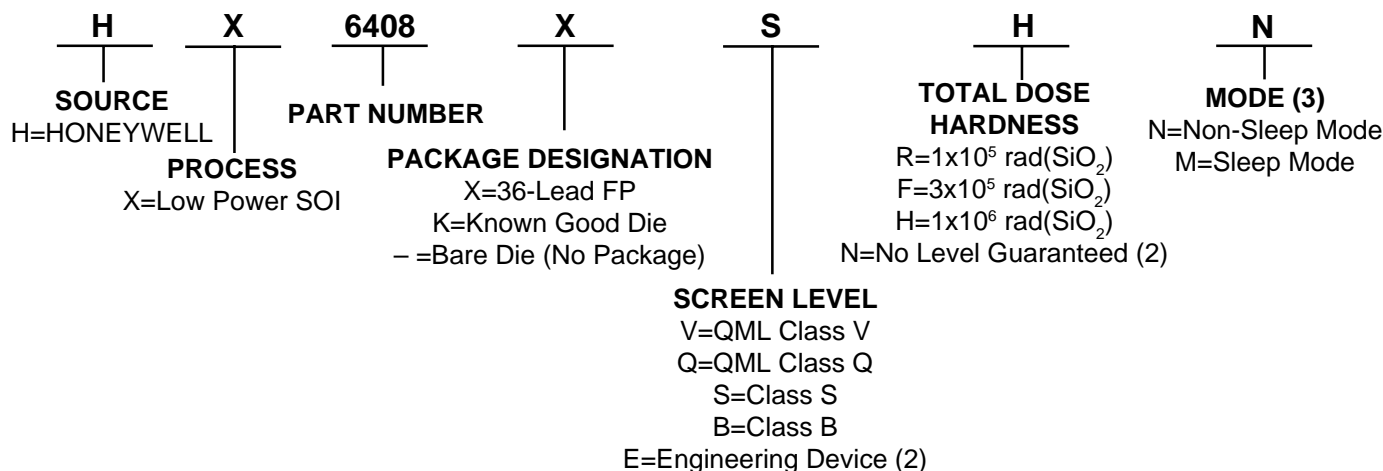 H X 6408 X S H N
SOURCE
H=HONEYWELL
PROCESS
X=Low Power SOI
PART NUMBER
PACKAGE DESIGNATION
X=36-Lead FP
K=Known Good Die
– =Bare Die (No Package)
SCREEN LEVEL
V=QML Class V
Q=QML Class Q
S=Class S
B=Class B
E=Engineering Device (2)
TOTAL DOSE
HARDNESS
R=1x10⁵ rad(SiO₂)
F=3x10⁵ rad(SiO₂)
H=1x10⁶ rad(SiO₂)
N=No Level Guaranteed (2)
MODE (3)
N=Non-Sleep Mode
M=Sleep Mode